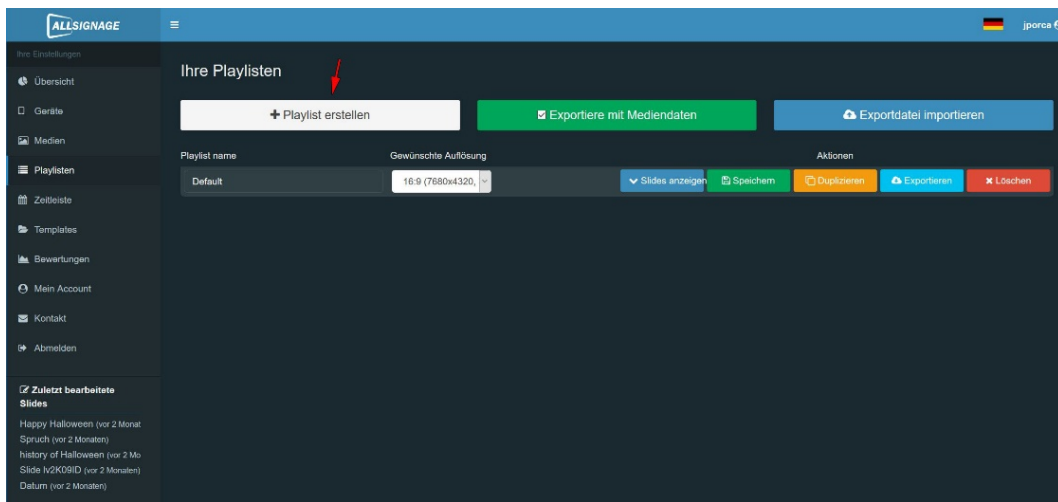 ALLSIGNAGE
jporca
Ihre Einstellungen
Übersicht
Geräte
Medien
Playlisten
Zeitleiste
Templates
Bewertungen
Mein Account
Kontakt
Abmelden
Zuletzt bearbeitete
Slides
Happy Halloween (vor 2 Monat
Spruch (vor 2 Monaten)
history of Halloween (vor 2 Mo
Slide Iv2K09ID (vor 2 Monaten)
Datum (vor 2 Monaten)
Ihre Playlisten
+ Playlist erstellen
Exportiere mit Mediendaten
Exportdatei importieren
Playlist name
Gewünschte Auflösung
Aktionen
Default
16:9 (7680x4320,
Slides anzeigen
Speichern
Duplizieren
Exportieren
Löschen